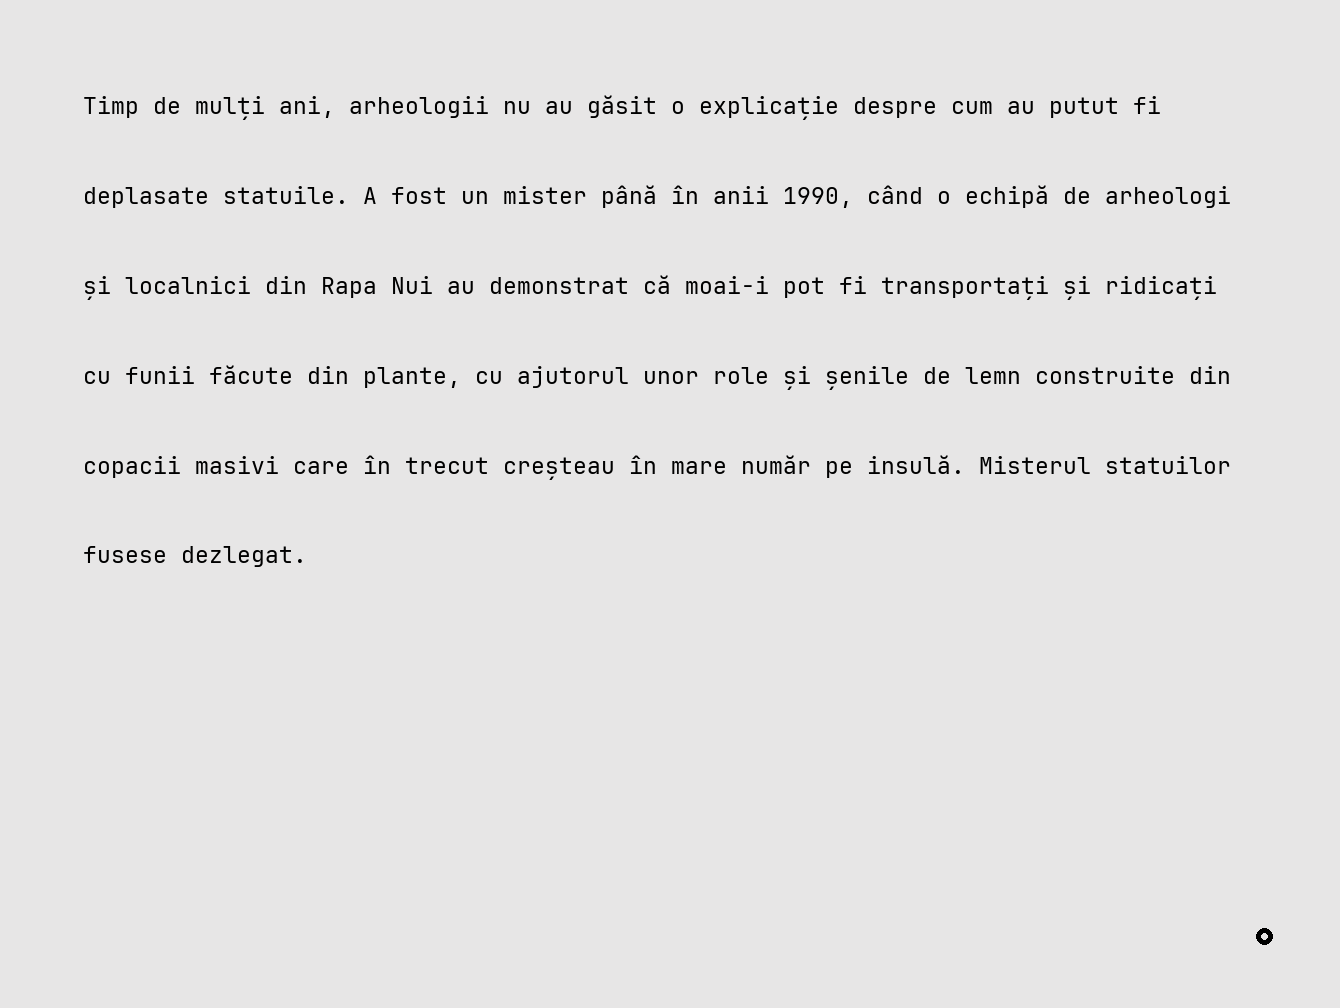 Timp de mulți ani, arheologii nu au găsit o explicație despre cum au putut fi
deplasate statuile. A fost un mister până în anii 1990, când o echipă de arheologi
și localnici din Rapa Nui au demonstrat că moai-i pot fi transportați și ridicați
cu funii făcute din plante, cu ajutorul unor role și șenile de lemn construite din
copacii masivi care în trecut creșteau în mare număr pe insulă. Misterul statuilor
fusese dezlegat.